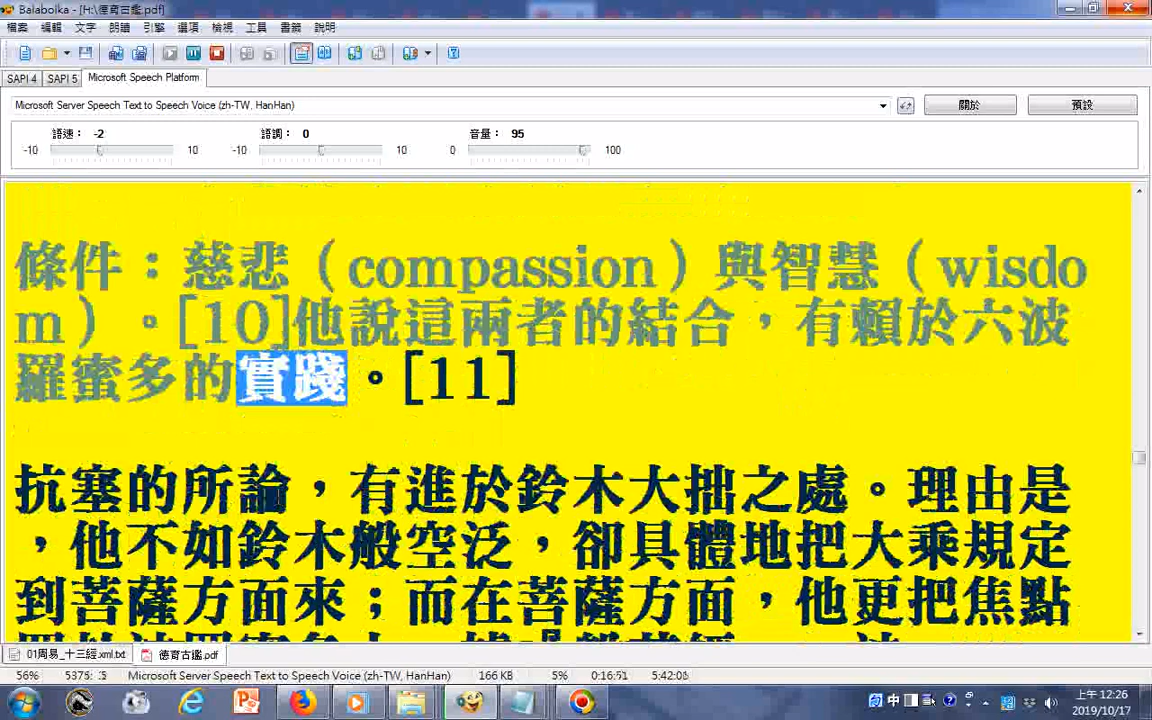 Balabolka - [H:\德育古鑑.pdf]
檔案 編輯 文字 朗讀 引擎 選項 檢視 工具 書籤 說明
SAPI 4 SAPI 5 Microsoft Speech Platform
Microsoft Server Speech Text to Speech Voice (zh-TW, HanHan) 關於 預設
語速： -2 語調： 0 音量： 95
-10 10 -10 10 0 100
條件：慈悲（compassion）與智慧（wisdo
m）。[10]他說這兩者的結合，有賴於六波
羅蜜多的實踐。[11]
抗塞的所論，有進於鈴木大拙之處。理由是
，他不如鈴木般空泛，卻具體地把大乘規定
到菩薩方面來；而在菩薩方面，他更把焦點
01周易_十三經.xml.txt 德育古鑑.pdf
56% Microsoft Server Speech Text to Speech Voice (zh-TW, HanHan) 166 KB 5% 0:16:51 5:42:08
中 上午 12:26
2019/10/17